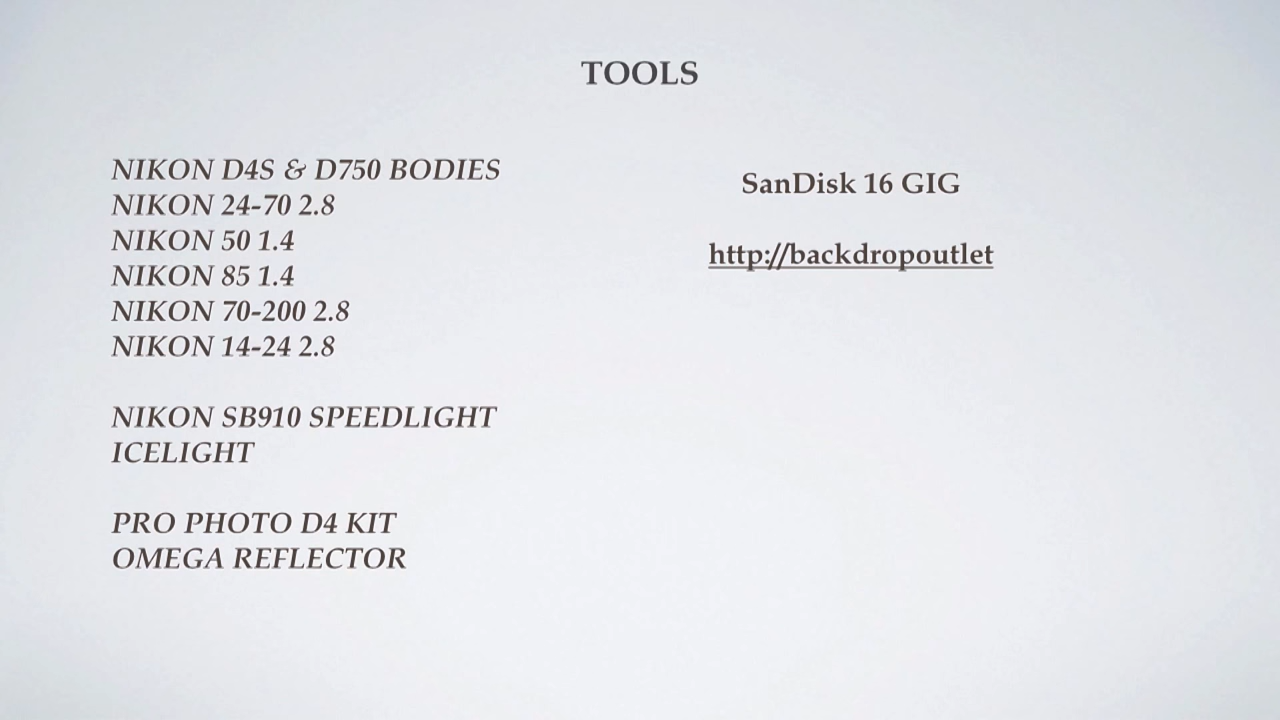 TOOLS
NIKON D4S & D750 BODIES
NIKON 24-70 2.8
NIKON 50 1.4
NIKON 85 1.4
NIKON 70-200 2.8
NIKON 14-24 2.8
NIKON SB910 SPEEDLIGHT
ICELIGHT
PRO PHOTO D4 KIT
OMEGA REFLECTOR
SanDisk 16 GIG
http://backdropoutlet